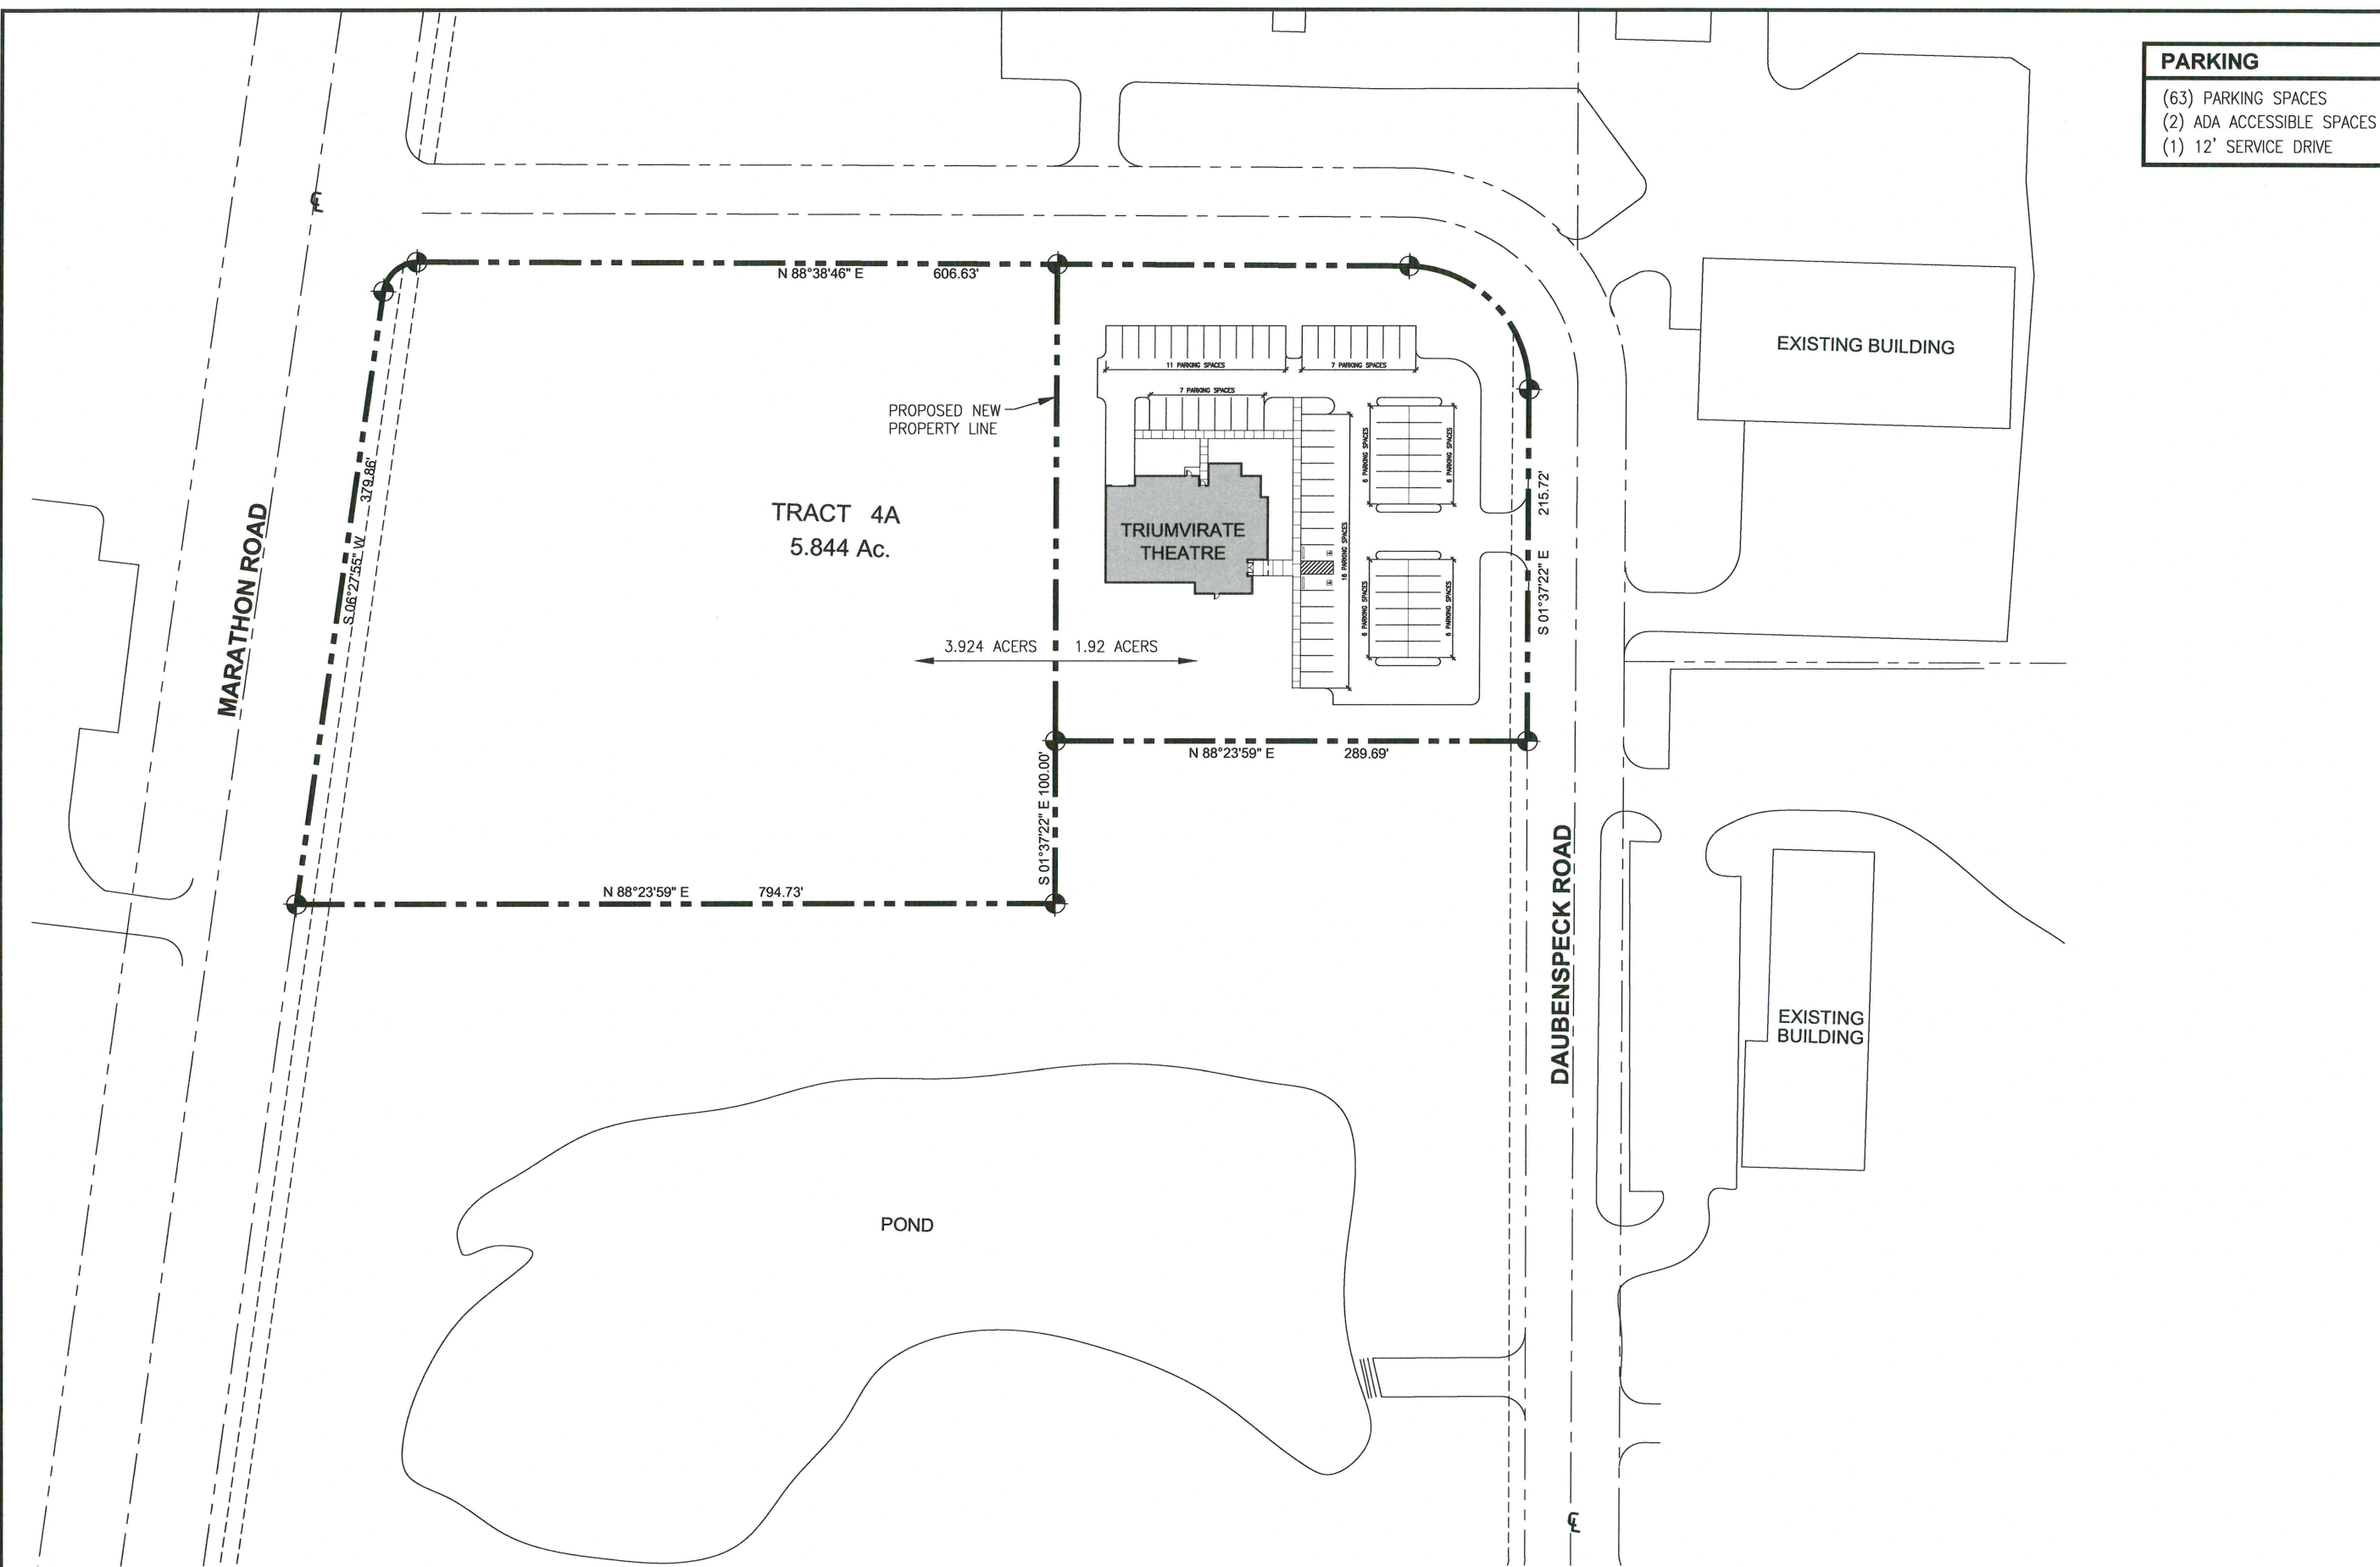 PARKING
(63) PARKING SPACES
(2) ADA ACCESSIBLE SPACES
(1) 12' SERVICE DRIVE
℄
N 88°38'46" E 606.63'
EXISTING BUILDING
11 PARKING SPACES
7 PARKING SPACES
7 PARKING SPACES
PROPOSED NEW
PROPERTY LINE
6 PARKING SPACES
6 PARKING SPACES
S 06°27'55" W 379.86'
S 01°37'22" E 215.72'
MARATHON ROAD
TRACT 4A
5.844 Ac.
TRIUMVIRATE
THEATRE
16 PARKING SPACES
6 PARKING SPACES
6 PARKING SPACES
3.924 ACERS
1.92 ACERS
N 88°23'59" E 289.69'
S 01°37'22" E 100.00'
N 88°23'59" E 794.73'
DAUBENSPECK ROAD
EXISTING
BUILDING
POND
℄